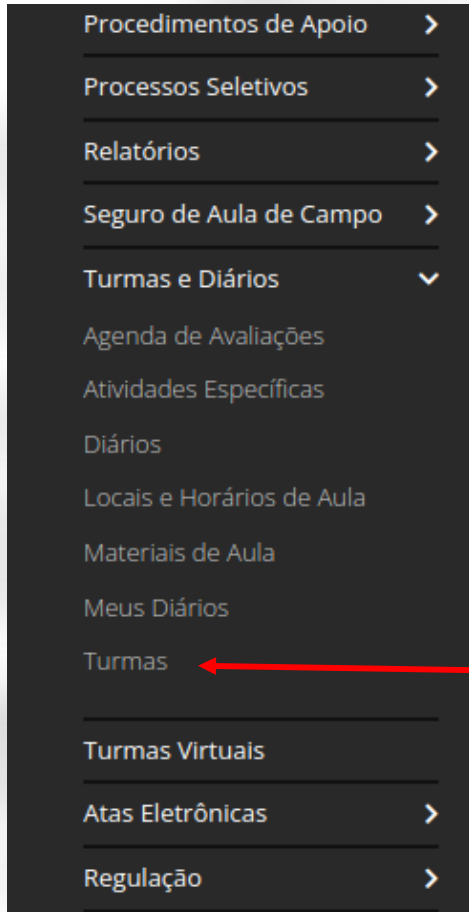 Procedimentos de Apoio
Processos Seletivos
Relatórios
Seguro de Aula de Campo
Turmas e Diários
Agenda de Avaliações
Atividades Específicas
Diários
Locais e Horários de Aula
Materiais de Aula
Meus Diários
Turmas
Turmas Virtuais
Atas Eletrônicas
Regulação